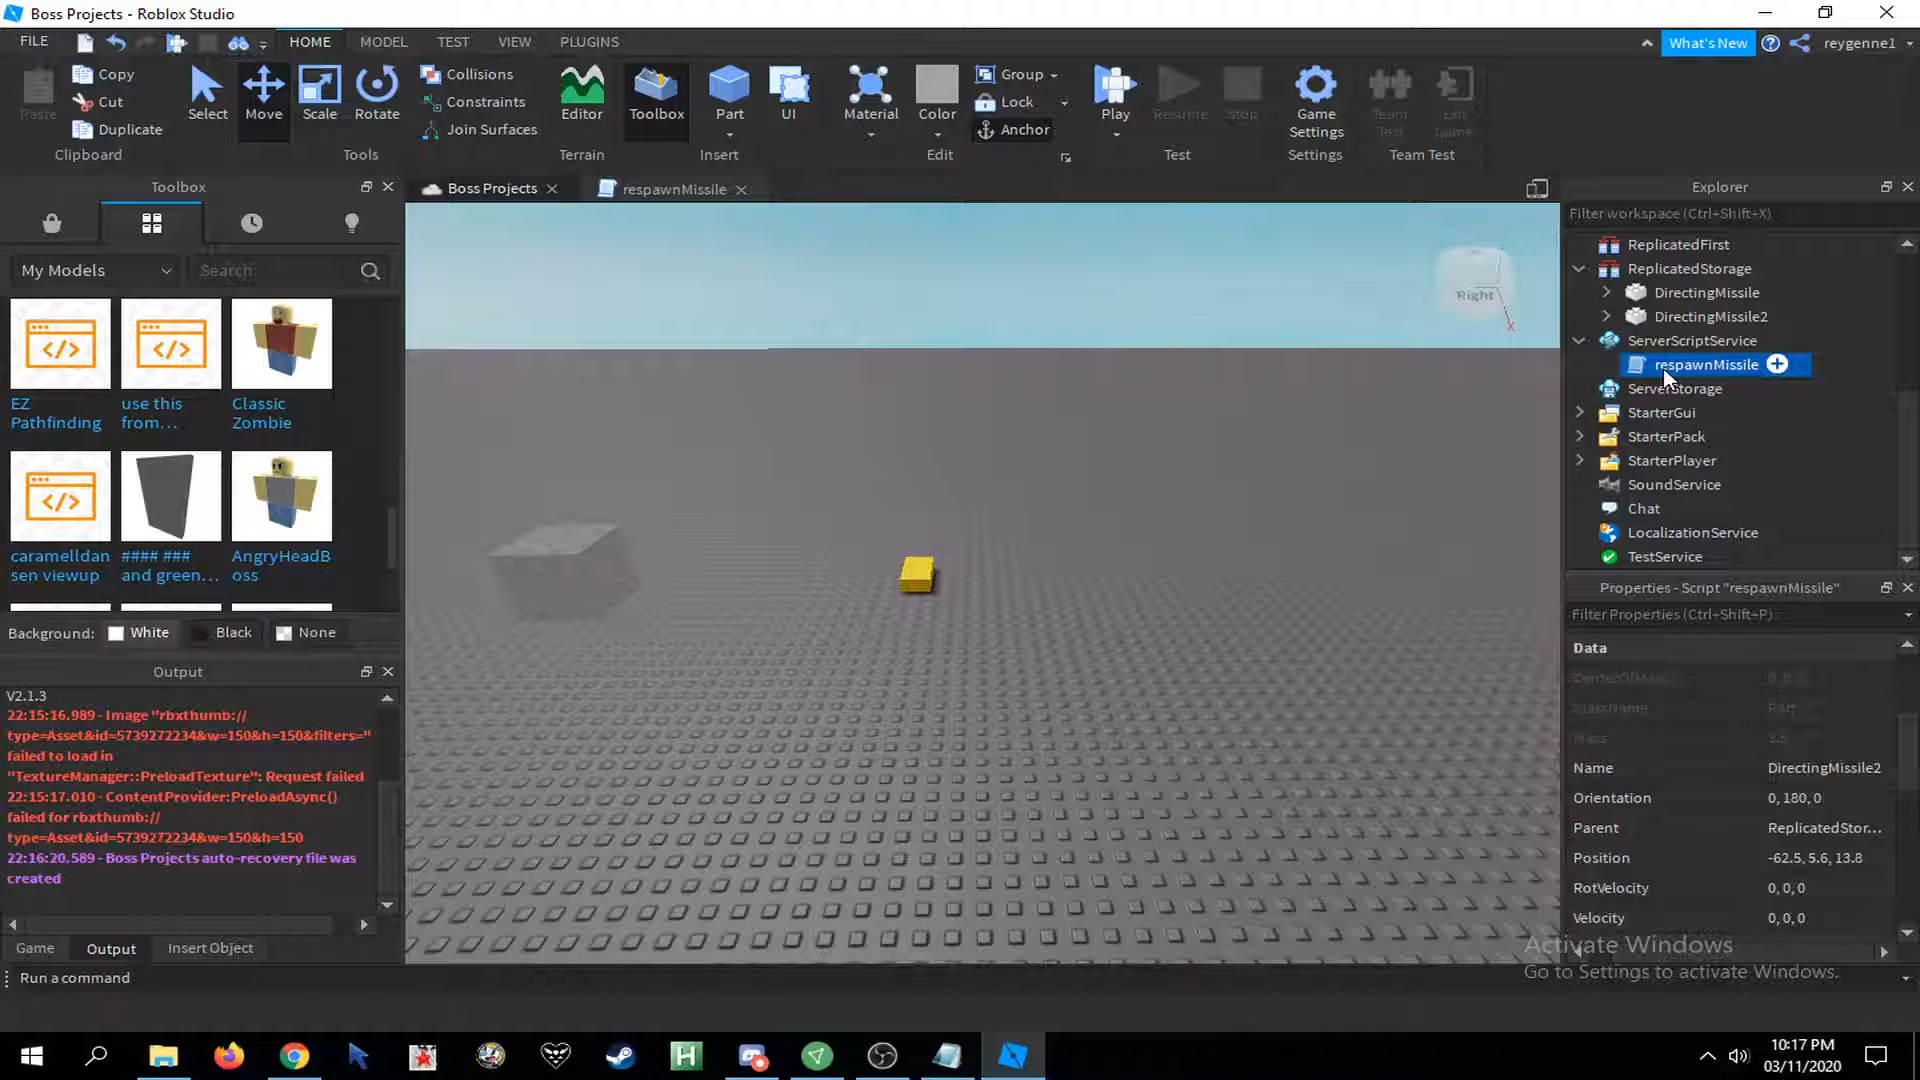 Boss Projects - Roblox Studio
FILE
HOME
MODEL
TEST
VIEW
PLUGINS
What's New
reygenne1
Paste
Copy
Cut
Duplicate
Clipboard
Select
Move
Scale
Rotate
Tools
Collisions
Constraints
Join Surfaces
Editor
Terrain
Toolbox
Part
UI
Insert
Material
Color
Group
Lock
Anchor
Edit
Play
Resume
Stop
Test
Game
Settings
Settings
Team
Test
Exit
Game
Team Test
Toolbox
My Models
Search
EZ
Pathfinding
use this
from...
Classic
Zombie
caramelldan
sen viewup
#### ###
and green...
AngryHeadB
oss
Background:
White
Black
None
Output
V2.1.3
22:15:16.989 - Image "rbxthumb://
type=Asset&id=5739272234&w=150&h=150&filters="
failed to load in
"TextureManager::PreloadTexture": Request failed
22:15:17.010 - ContentProvider:PreloadAsync()
failed for rbxthumb://
type=Asset&id=5739272234&w=150&h=150
22:16:20.589 - Boss Projects auto-recovery file was
created
Game
Output
Insert Object
Run a command
Boss Projects
respawnMissile
Right
X
Explorer
Filter workspace (Ctrl+Shift+X)
ReplicatedFirst
ReplicatedStorage
DirectingMissile
DirectingMissile2
ServerScriptService
respawnMissile
ServerStorage
StarterGui
StarterPack
StarterPlayer
SoundService
Chat
LocalizationService
TestService
Properties - Script "respawnMissile"
Filter Properties (Ctrl+Shift+P)
Data
ClassName
Part
Mass
Name
DirectingMissile2
Orientation
0, 180, 0
Parent
ReplicatedStor...
Position
-62.5, 5.6, 13.8
RotVelocity
0, 0, 0
Velocity
0, 0, 0
Activate Windows
Go to Settings to activate Windows.
10:17 PM
03/11/2020